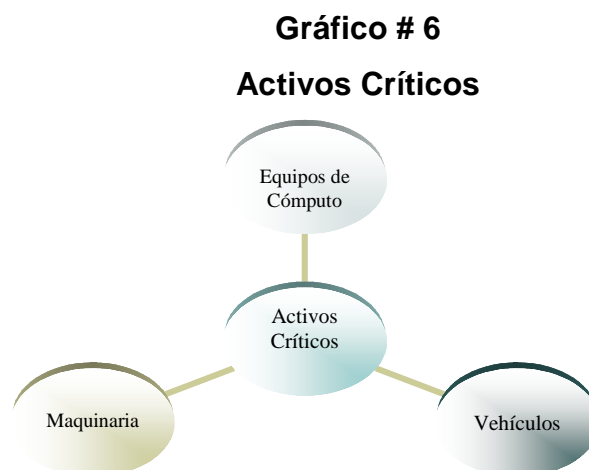 Gráfico # 6
Activos Críticos
Equipos de
Cómputo
Activos
Críticos
Maquinaria
Vehículos